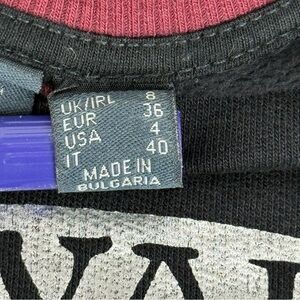 UK/IRL 8
EUR 36
USA 4
IT 40
MADE IN
BULGARIA